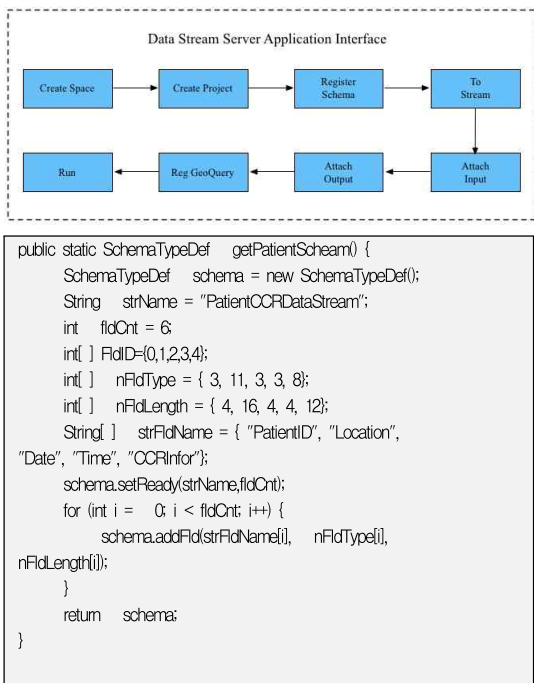 Data Stream Server Application Interface
Create Space
Create Project
Register
Schema
To
Stream
Run
Reg GeoQuery
Attach
Output
Attach
Input
public static SchemaTypeDef getPatientScheam() {
SchemaTypeDef schema = new SchemaTypeDef();
String strName = "PatientCCRDataStream";
int fldCnt = 6;
int[ ] FldID={0,1,2,3,4};
int[ ] nFldType = { 3, 11, 3, 3, 8};
int[ ] nFldLength = { 4, 16, 4, 4, 12};
String[ ] strFldName = { "PatientID", "Location",
"Date", "Time", "CCRInfor"};
schema.setReady(strName,fldCnt);
for (int i = 0; i < fldCnt; i++) {
schema.addFld(strFldName[i], nFldType[i],
nFldLength[i]);
}
return schema;
}